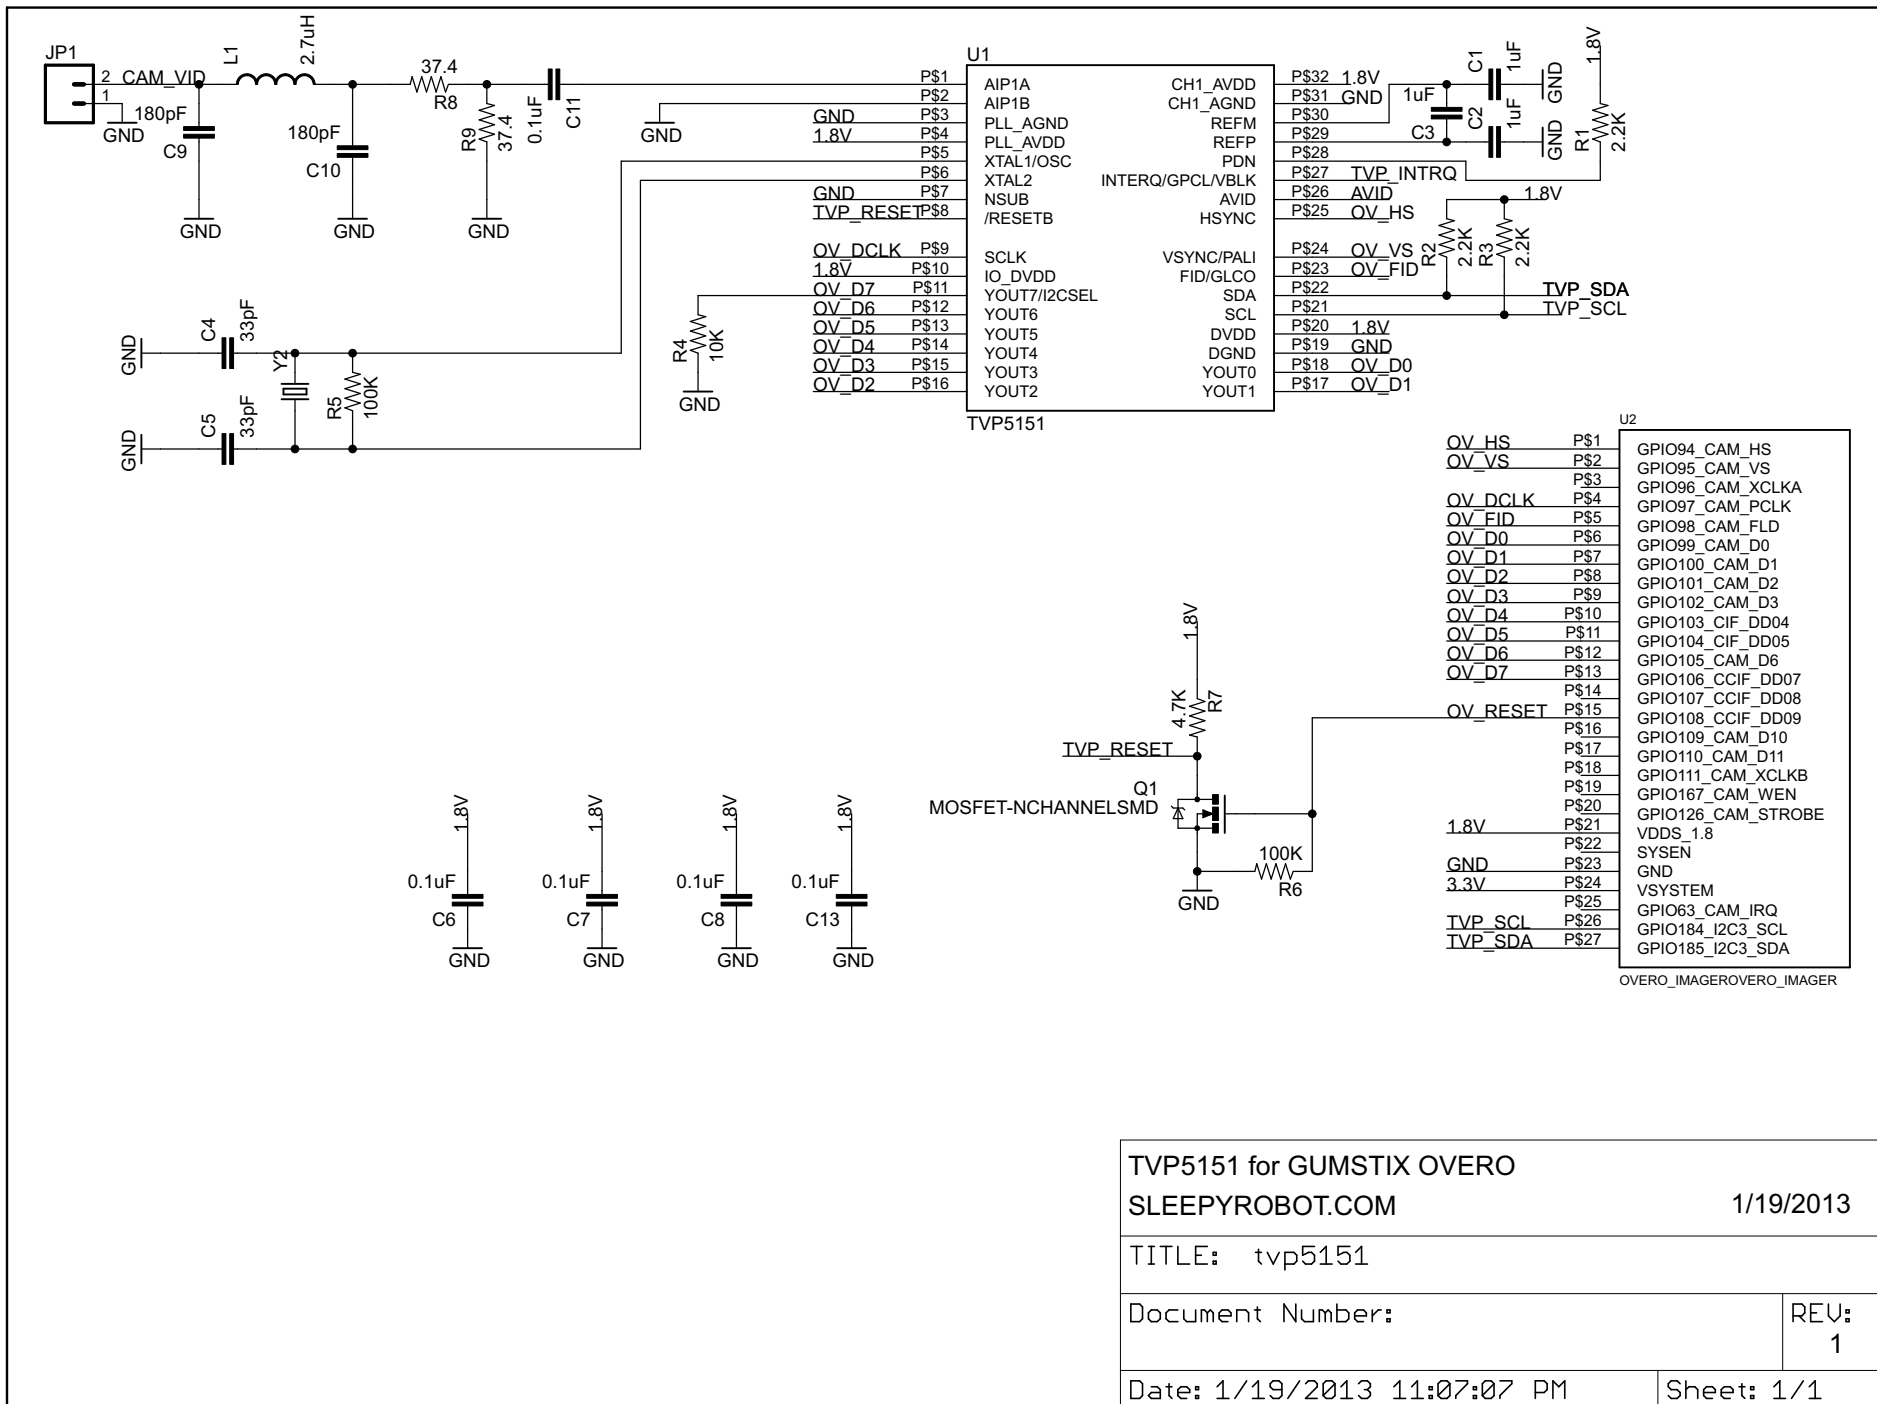 JP1
2 CAM_VID
1
GND
L1
2.7uH
180pF
C9
GND
180pF
C10
GND
37.4
R8
R9
37.4
GND
0.1uF
C11
GND
U1
P$1 AIP1A
P$2 AIP1B
GND P$3 PLL_AGND
1.8V P$4 PLL_AVDD
P$5 XTAL1/OSC
P$6 XTAL2
GND P$7 NSUB
TVP_RESET P$8 /RESETB
OV_DCLK P$9 SCLK
1.8V P$10 IO_DVDD
OV_D7 P$11 YOUT7/I2CSEL
OV_D6 P$12 YOUT6
OV_D5 P$13 YOUT5
OV_D4 P$14 YOUT4
OV_D3 P$15 YOUT3
OV_D2 P$16 YOUT2
CH1_AVDD P$32 1.8V
CH1_AGND P$31 GND
REFM P$30
REFP P$29
PDN P$28
INTERQ/GPCL/VBLK P$27 TVP_INTRQ
AVID P$26 AVID
HSYNC P$25 OV_HS
VSYNC/PALI P$24 OV_VS
FID/GLCO P$23 OV_FID
SDA P$22 TVP_SDA
SCL P$21 TVP_SCL
DVDD P$20 1.8V
DGND P$19 GND
YOUT0 P$18 OV_D0
YOUT1 P$17 OV_D1
TVP5151
C1
1uF
GND
1uF
C3
C2
1uF
GND
1.8V
R1
2.2K
1.8V
R2
2.2K
R3
2.2K
R4
10K
GND
GND
C4
33pF
Y2
R5
100K
GND
C5
33pF
U2
OV_HS P$1 GPIO94_CAM_HS
OV_VS P$2 GPIO95_CAM_VS
P$3 GPIO96_CAM_XCLKA
OV_DCLK P$4 GPIO97_CAM_PCLK
OV_FID P$5 GPIO98_CAM_FLD
OV_D0 P$6 GPIO99_CAM_D0
OV_D1 P$7 GPIO100_CAM_D1
OV_D2 P$8 GPIO101_CAM_D2
OV_D3 P$9 GPIO102_CAM_D3
OV_D4 P$10 GPIO103_CIF_DD04
OV_D5 P$11 GPIO104_CIF_DD05
OV_D6 P$12 GPIO105_CAM_D6
OV_D7 P$13 GPIO106_CCIF_DD07
P$14 GPIO107_CCIF_DD08
OV_RESET P$15 GPIO108_CCIF_DD09
P$16 GPIO109_CAM_D10
P$17 GPIO110_CAM_D11
P$18 GPIO111_CAM_XCLKB
P$19 GPIO167_CAM_WEN
P$20 GPIO126_CAM_STROBE
1.8V P$21 VDDS_1.8
P$22 SYSEN
GND P$23 GND
3.3V P$24 VSYSTEM
P$25 GPIO63_CAM_IRQ
TVP_SCL P$26 GPIO184_I2C3_SCL
TVP_SDA P$27 GPIO185_I2C3_SDA
OVERO_IMAGEROVERO_IMAGER
1.8V
4.7K
R7
TVP_RESET
Q1
MOSFET-NCHANNELSMD
100K
R6
GND
1.8V
0.1uF
C6
GND
1.8V
0.1uF
C7
GND
1.8V
0.1uF
C8
GND
1.8V
0.1uF
C13
GND
TVP5151 for GUMSTIX OVERO
SLEEPYROBOT.COM 1/19/2013
TITLE: tvp5151
Document Number:
REV:
1
Date: 1/19/2013 11:07:07 PM
Sheet: 1/1